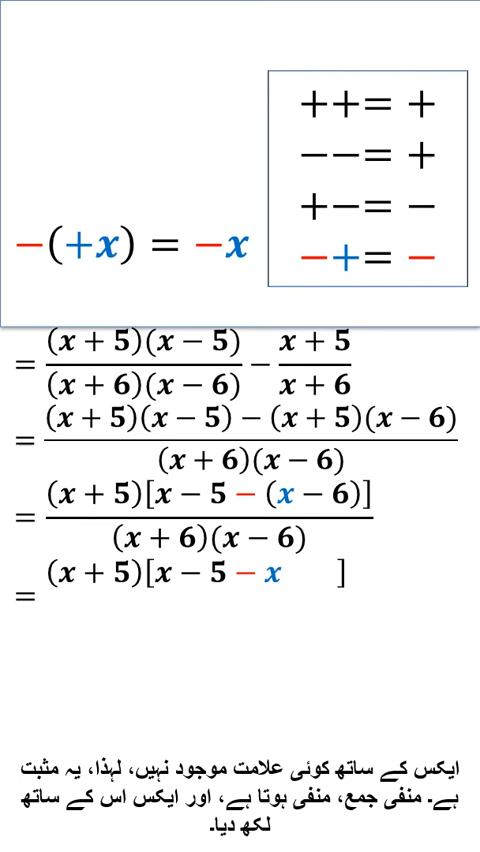 ++= +
−−= +
+−= −
−+= −
−(+x) = −x
= (x + 5)(x − 5) / (x + 6)(x − 6) − x + 5 / x + 6
= (x + 5)(x − 5) − (x + 5)(x − 6) / (x + 6)(x − 6)
= (x + 5)[x − 5 − (x − 6)] / (x + 6)(x − 6)
= (x + 5)[x − 5 − x ]
ایکس کے ساتھ کوئی علامت موجود نہیں، لہذا، یہ مثبت
ہے۔ منفی جمع، منفی ہوتا ہے، اور ایکس اس کے ساتھ
لکھ دیا۔